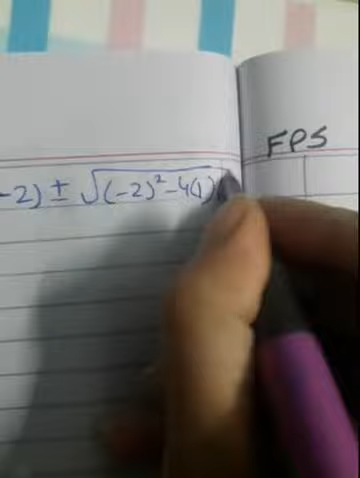 FPS
-2) ± √(-2)² - 4(1)